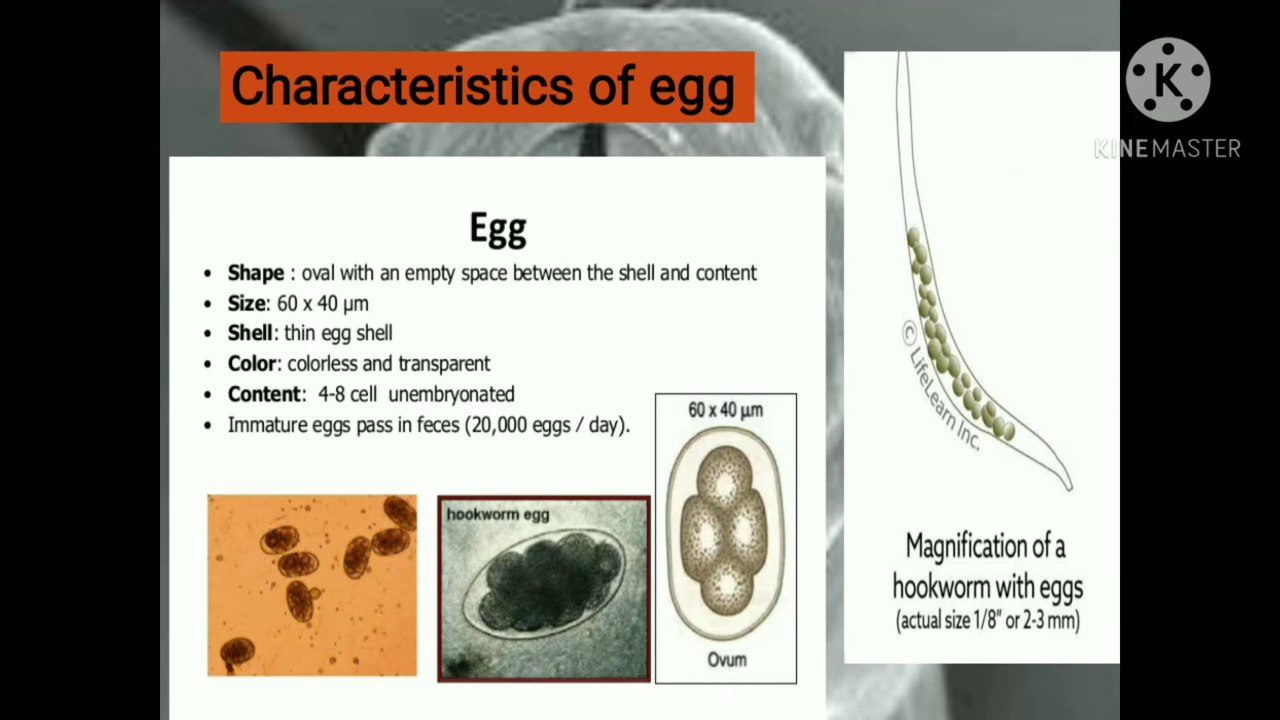 Characteristics of egg
Egg
• Shape : oval with an empty space between the shell and content
• Size: 60 x 40 µm
• Shell: thin egg shell
• Color: colorless and transparent
• Content: 4-8 cell unembryonated
• Immature eggs pass in feces (20,000 eggs / day).
hookworm egg
60 x 40 µm
Ovum
© LifeLearn Inc.
Magnification of a
hookworm with eggs
(actual size 1/8" or 2-3 mm)
K
KINEMASTER